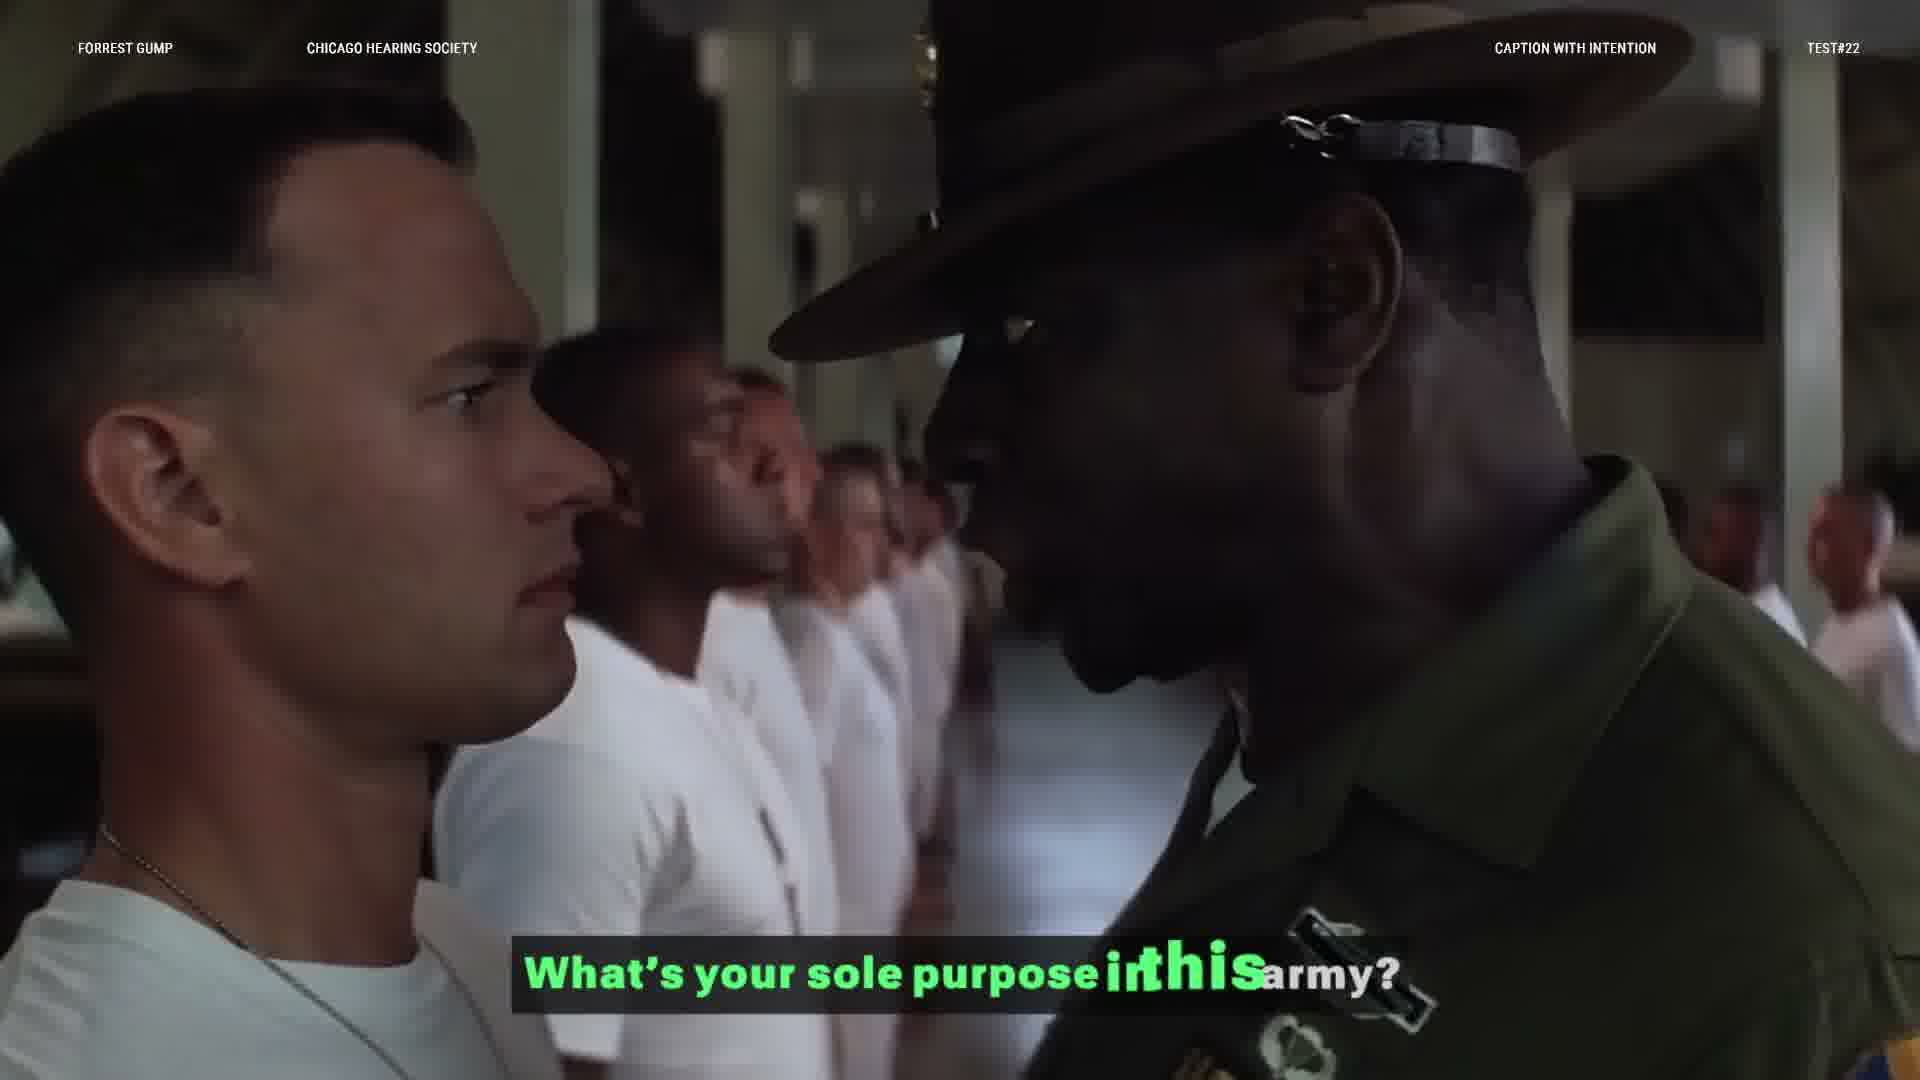 FORREST GUMP
CHICAGO HEARING SOCIETY
CAPTION WITH INTENTION
TEST#22
What's your sole purpose in this army?